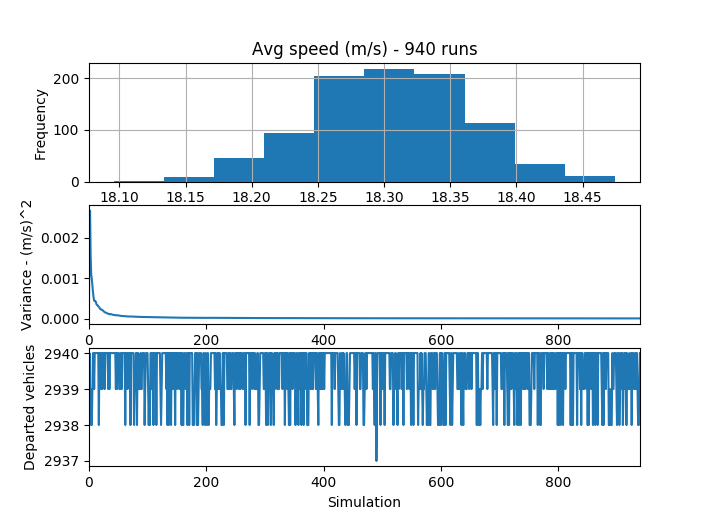 Avg speed (m/s) - 940 runs
Frequency
200
100
0
18.10 18.15 18.20 18.25 18.30 18.35 18.40 18.45
Variance - (m/s)^2
0.002
0.001
0.000
0 200 400 600 800
Departed vehicles
2940
2939
2938
2937
0 200 400 600 800
Simulation